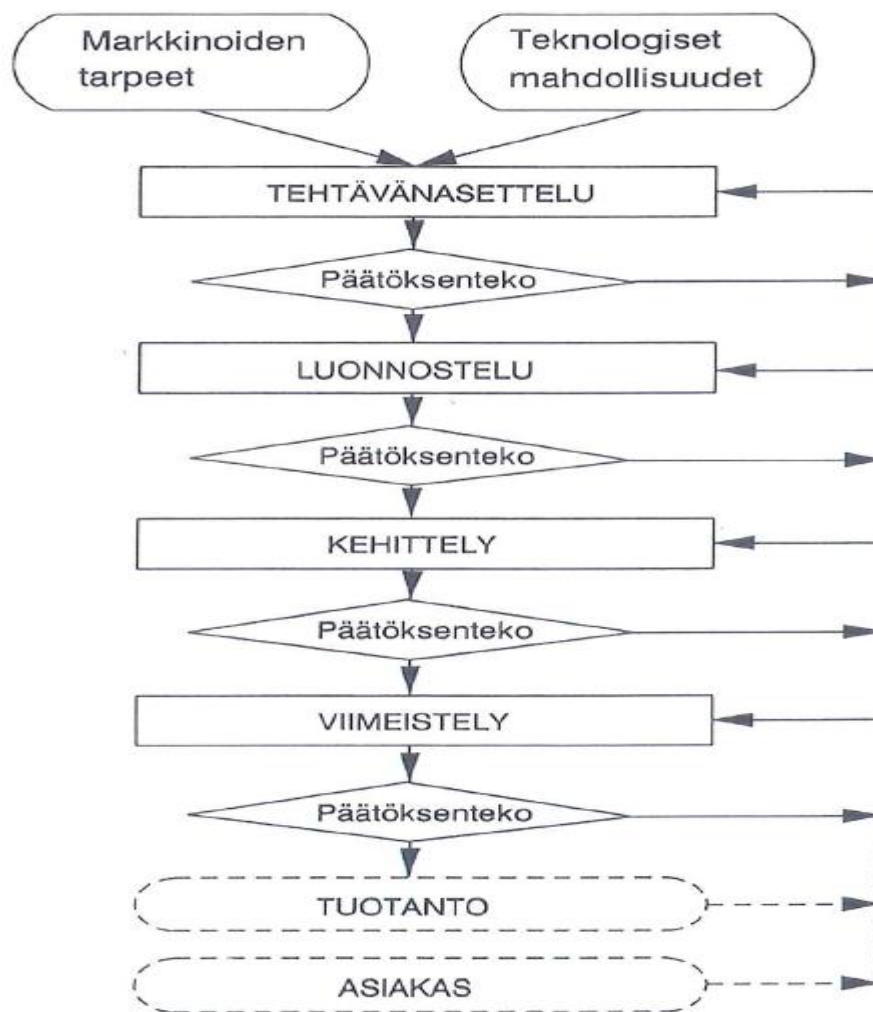 Markkinoiden
tarpeet
Teknologiset
mahdollisuudet
TEHTÄVÄNASETTELU
Päätöksenteko
LUONNOSTELU
Päätöksenteko
KEHITTELY
Päätöksenteko
VIIMEISTELY
Päätöksenteko
TUOTANTO
ASIAKAS